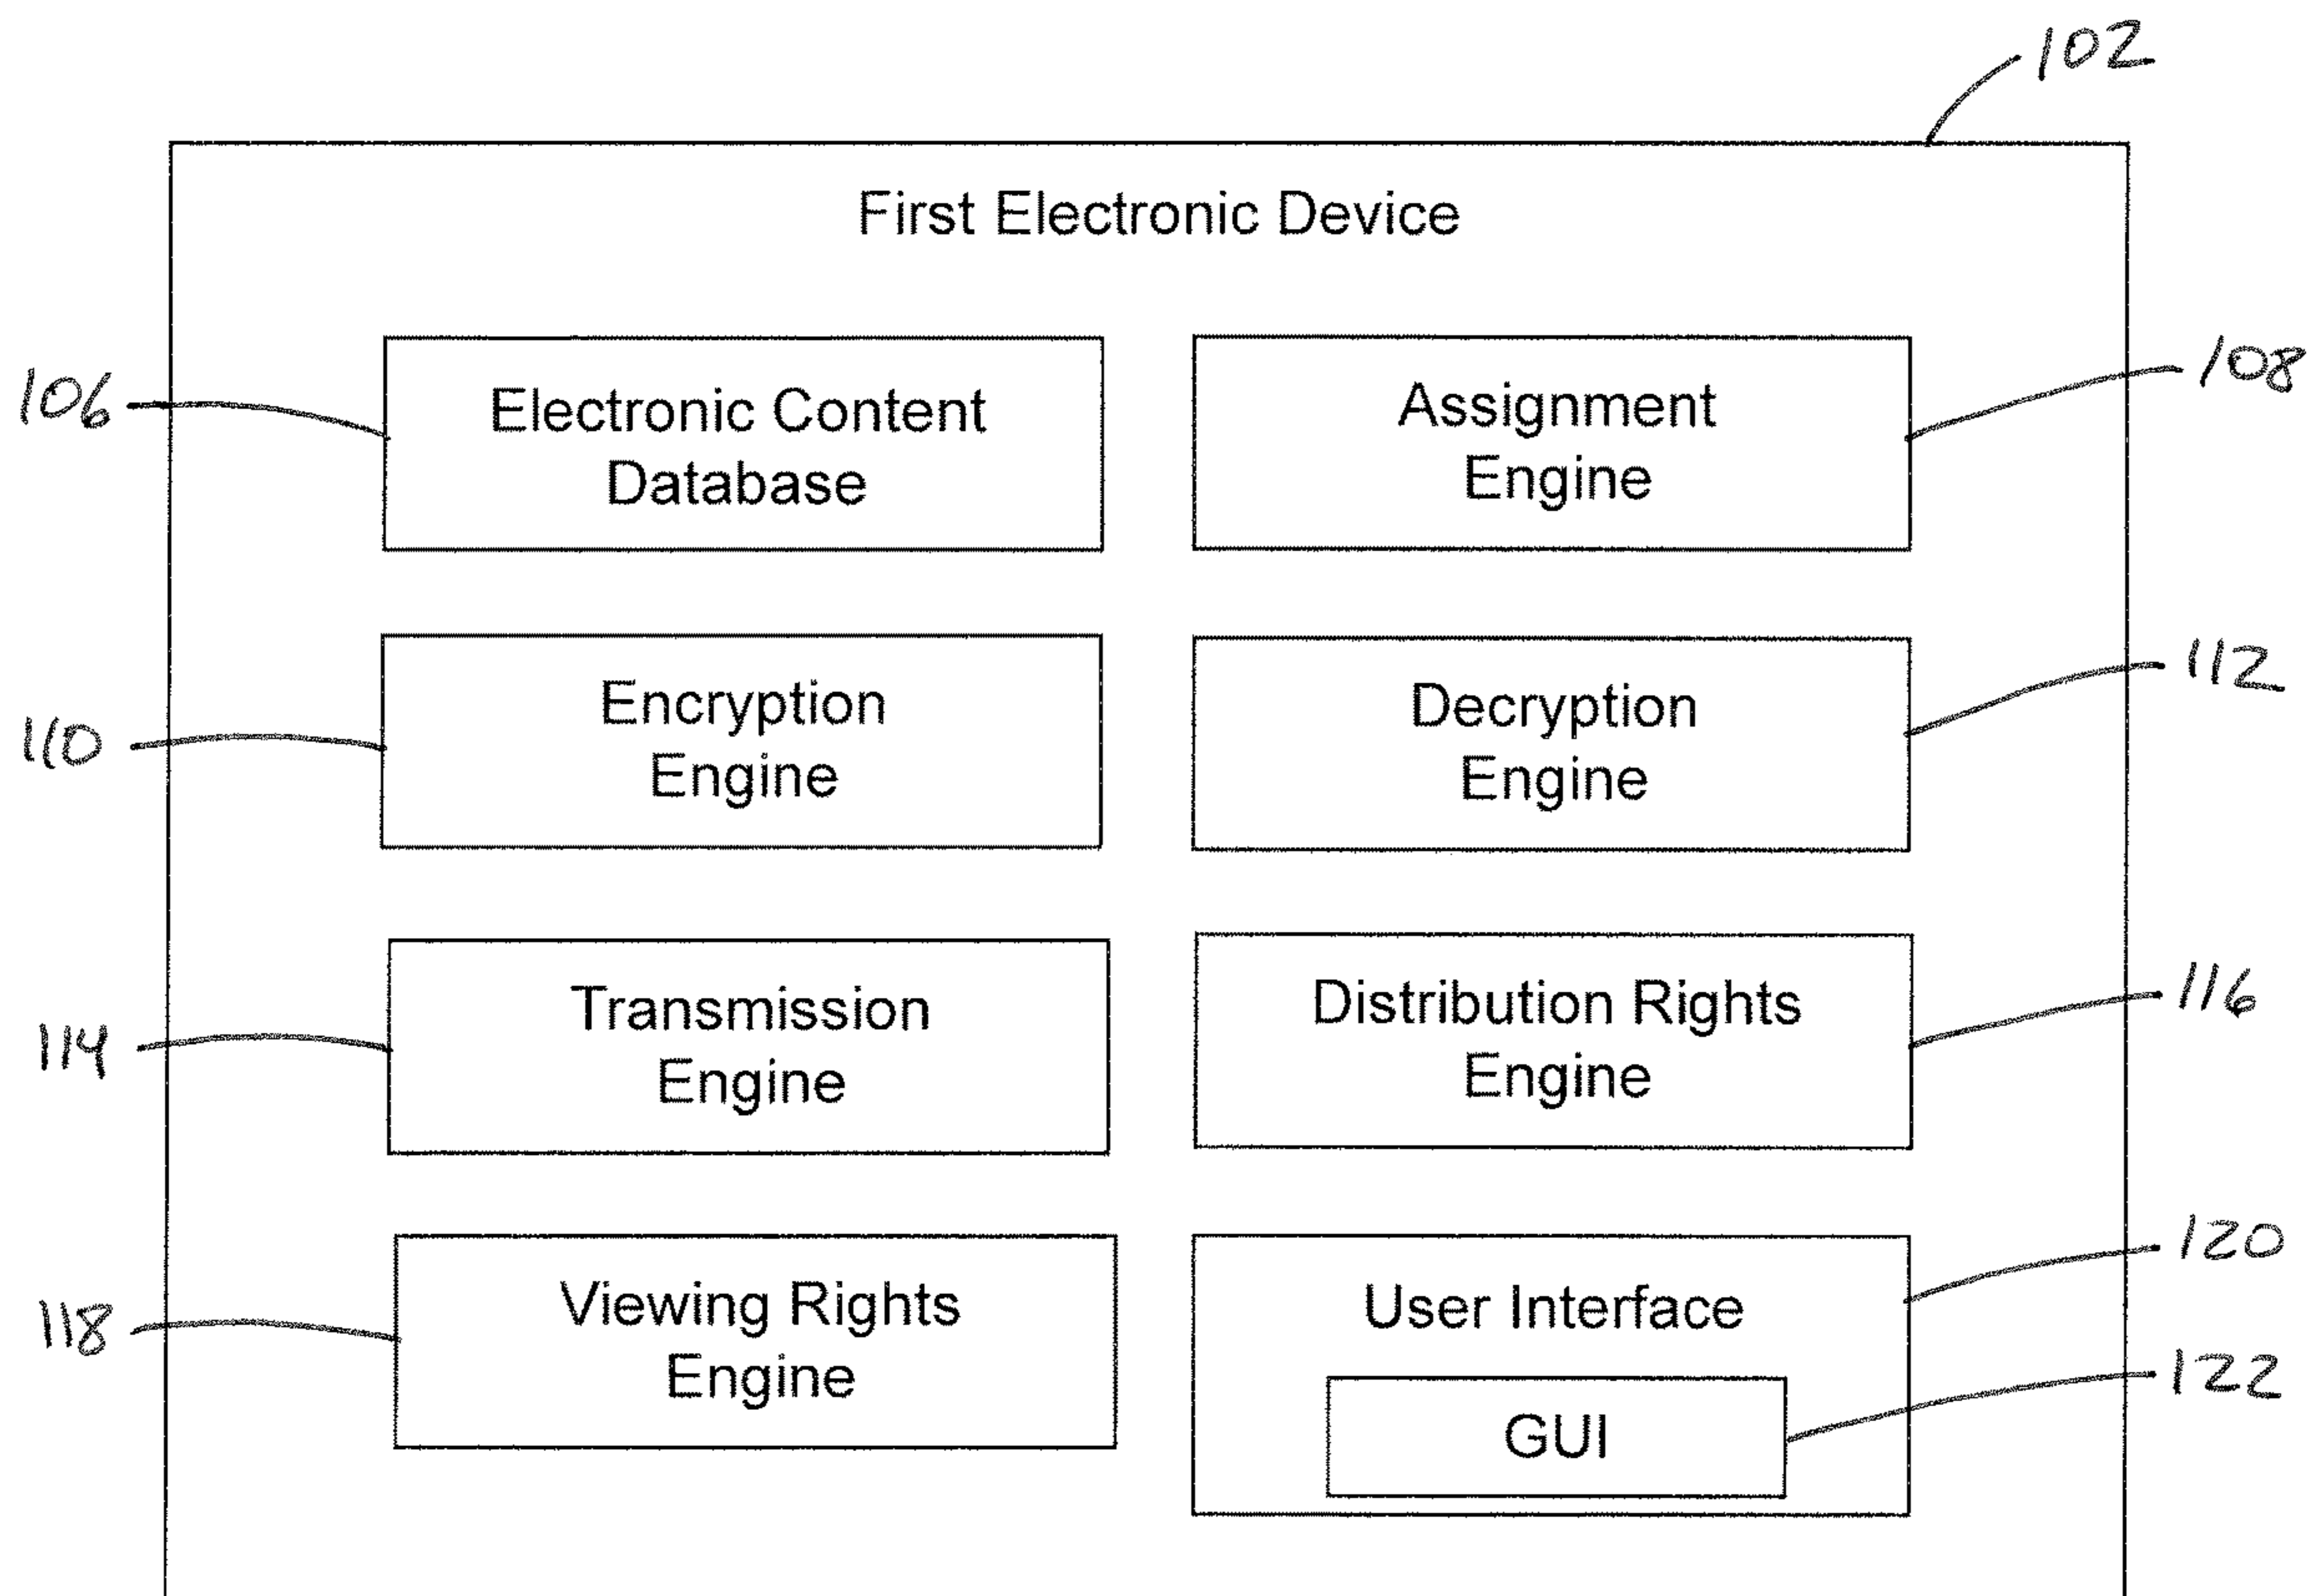 102
First Electronic Device
106
Electronic Content
Database
Assignment
Engine
108
110
Encryption
Engine
Decryption
Engine
112
114
Transmission
Engine
Distribution Rights
Engine
116
118
Viewing Rights
Engine
User Interface
120
GUI
122